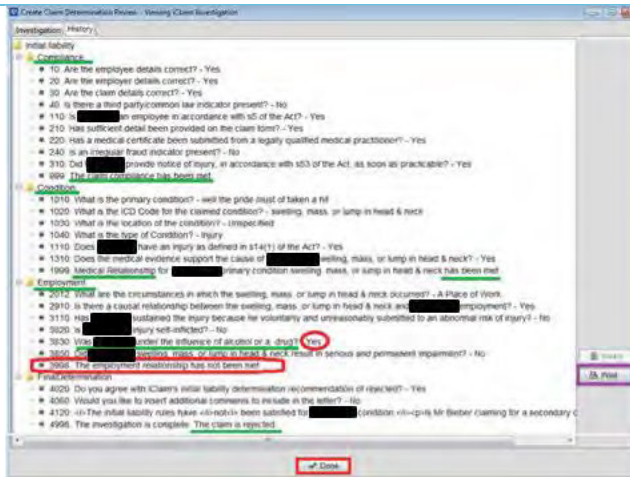 Create Claim Determination Review - Viewing iClaim Investigation
Investigation History
Initial liability
Compliance
10. Are the employee details correct? - Yes
20. Are the employer details correct? - Yes
30. Are the claim details correct? - Yes
40. Is there a third party/common law indicator present? - No
110. Is an employee in accordance with s5 of the Act? - Yes
210. Has sufficient detail been provided on the claim form? - Yes
220. Has a medical certificate been submitted from a legally qualified medical practitioner? - Yes
240. Is an irregular fraud indicator present? - No
310. Did provide notice of injury, in accordance with s53 of the Act, as soon as practicable? - Yes
999. The claim compliance has been met.
Condition
1010. What is the primary condition? - well the pride must of taken a hit
1020. What is the ICD Code for the claimed condition? - swelling, mass, or lump in head & neck
1030. What is the location of the condition? - Unspecified
1040. What is the type of Condition? - Injury
1110. Does have an injury as defined in s14(1) of the Act? - Yes
1310. Does the medical evidence support the cause of swelling, mass, or lump in head & neck? - Yes
1999. Medical Relationship for primary condition swelling, mass, or lump in head & neck has been met
Employment
2012. What are the circumstances in which the swelling, mass, or lump in head & neck occurred? - A Place of Work
2910. Is there a causal relationship between the swelling, mass, or lump in head & neck and employment? - Yes
3110. Has sustained the injury because he voluntarily and unreasonably submitted to an abnormal risk of injury? - No
3820. Is injury self-inflicted? - No
3830. Was under the influence of alcohol or a drug? - Yes
3850. Did swelling, mass, or lump in head & neck result in serious and permanent impairment? - No
3998. The employment relationship has not been met
FinalDetermination
4020. Do you agree with iClaim's initial liability determination recommendation of rejected? - Yes
4060. Would you like to insert additional comments to include in the letter? - No
4120. <i>The initial liability rules have </i>not<i> been satisfied for condition </i><p>Is Mr Bieber claiming for a secondary c
4998. The investigation is complete. The claim is rejected.
Print
Done